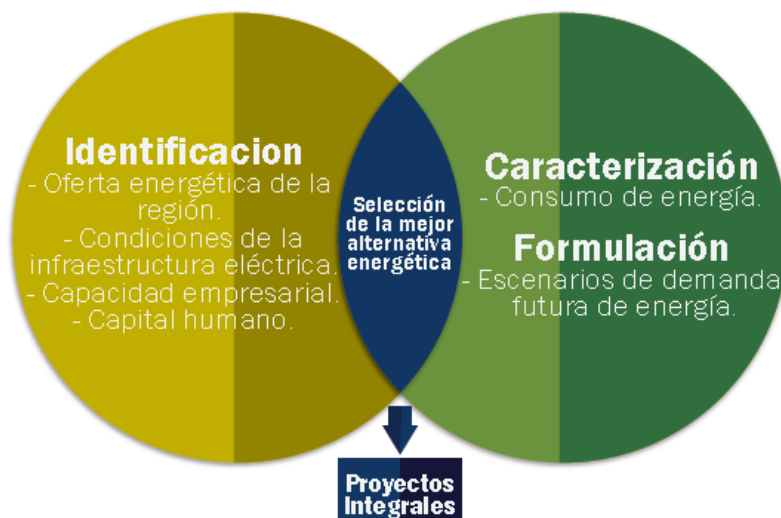 Identificacion
- Oferta energética de la
región.
- Condiciones de la
infraestructura eléctrica.
- Capacidad empresarial.
- Capital humano.
Selección
de la mejor
alternativa
energética
Caracterización
- Consumo de energía.
Formulación
- Escenarios de demanda
futura de energía.
Proyectos
Integrales